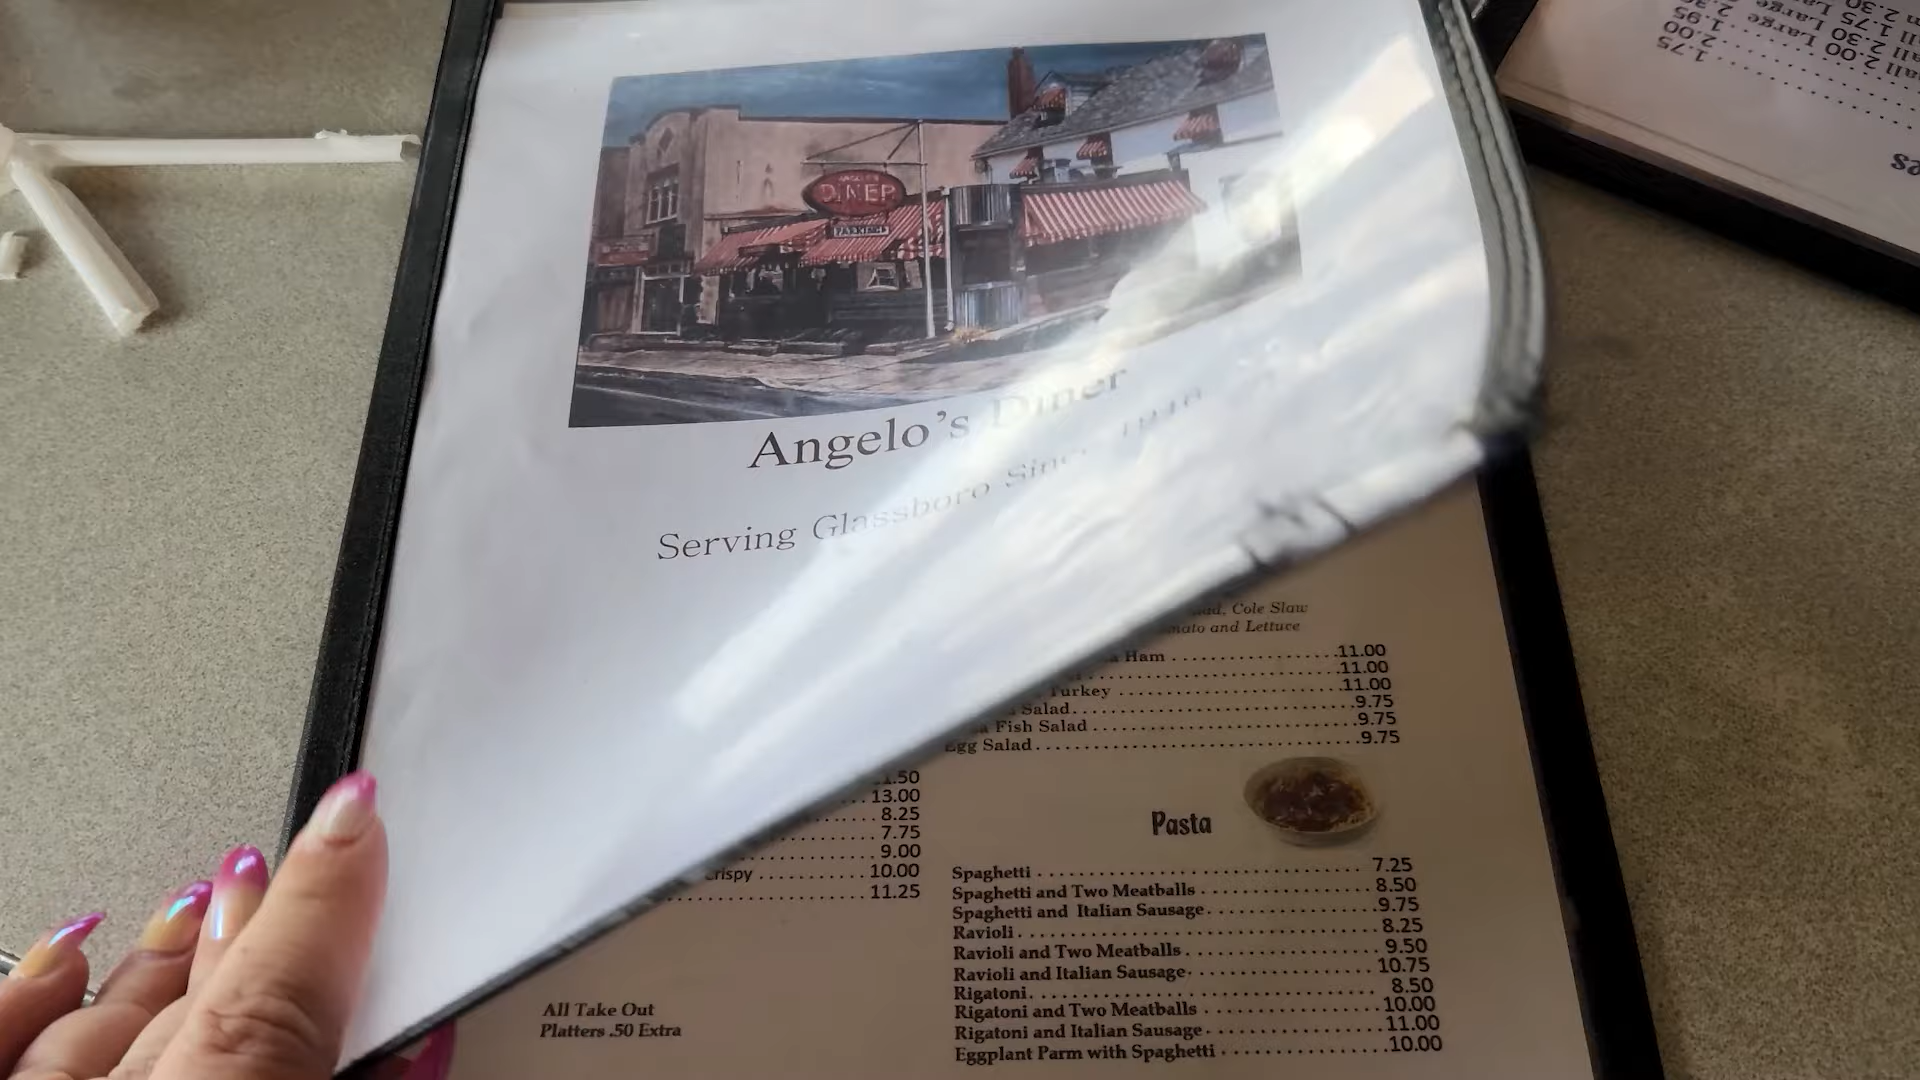 DINER
PARKING
Angelo's Diner
Serving Glassboro Since
Cole Slaw
and Lettuce
Ham 11.00
11.00
Turkey 11.00
Salad 9.75
Fish Salad 9.75
Egg Salad 9.75
13.00
8.25
7.75
9.00
Crispy 10.00
11.25
All Take Out
Platters .50 Extra
Pasta
Spaghetti 7.25
Spaghetti and Two Meatballs 8.50
Spaghetti and Italian Sausage 9.75
Ravioli 8.25
Ravioli and Two Meatballs 9.50
Ravioli and Italian Sausage 10.75
Rigatoni 8.50
Rigatoni and Two Meatballs 10.00
Rigatoni and Italian Sausage 11.00
Eggplant Parm with Spaghetti 10.00
1.75
2.00
1.95
2.00 Large
2.30
1.75 Large
2.30